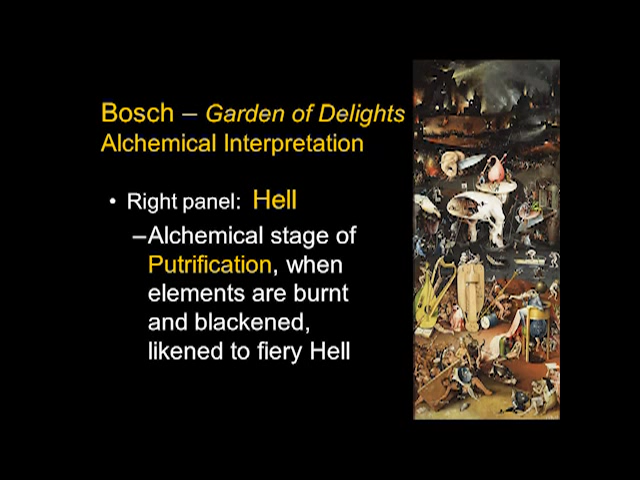 Bosch – Garden of Delights
Alchemical Interpretation
• Right panel: Hell
–Alchemical stage of
Putrification, when
elements are burnt
and blackened,
likened to fiery Hell